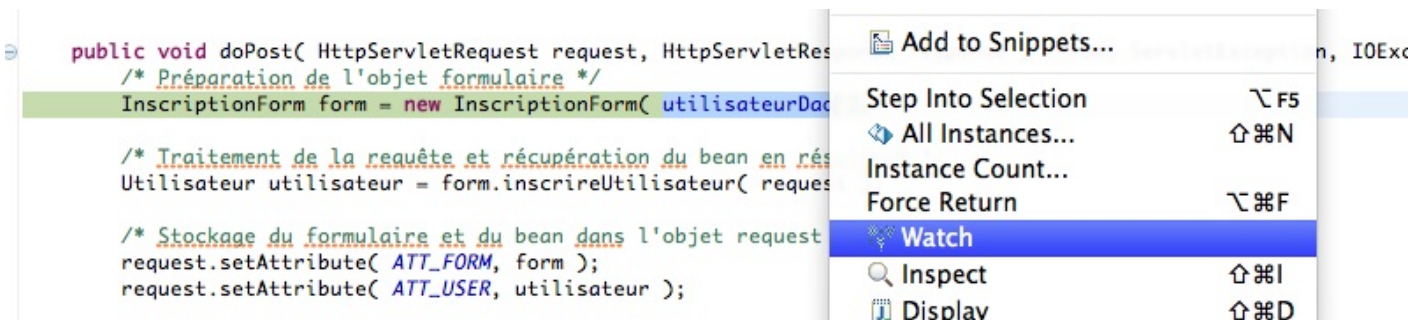 public void doPost( HttpServletRequest request, HttpServletRes n, IOExc
/* Préparation de l'objet formulaire */
InscriptionForm form = new InscriptionForm( utilisateurDao
/* Traitement de la requête et récupération du bean en rés
Utilisateur utilisateur = form.inscrireUtilisateur( reques
/* Stockage du formulaire et du bean dans l'objet request
request.setAttribute( ATT_FORM, form );
request.setAttribute( ATT_USER, utilisateur );
Add to Snippets...
Step Into Selection ⌥F5
All Instances... ⇧⌘N
Instance Count...
Force Return ⌥⌘F
Watch
Inspect ⇧⌘I
Display ⇧⌘D